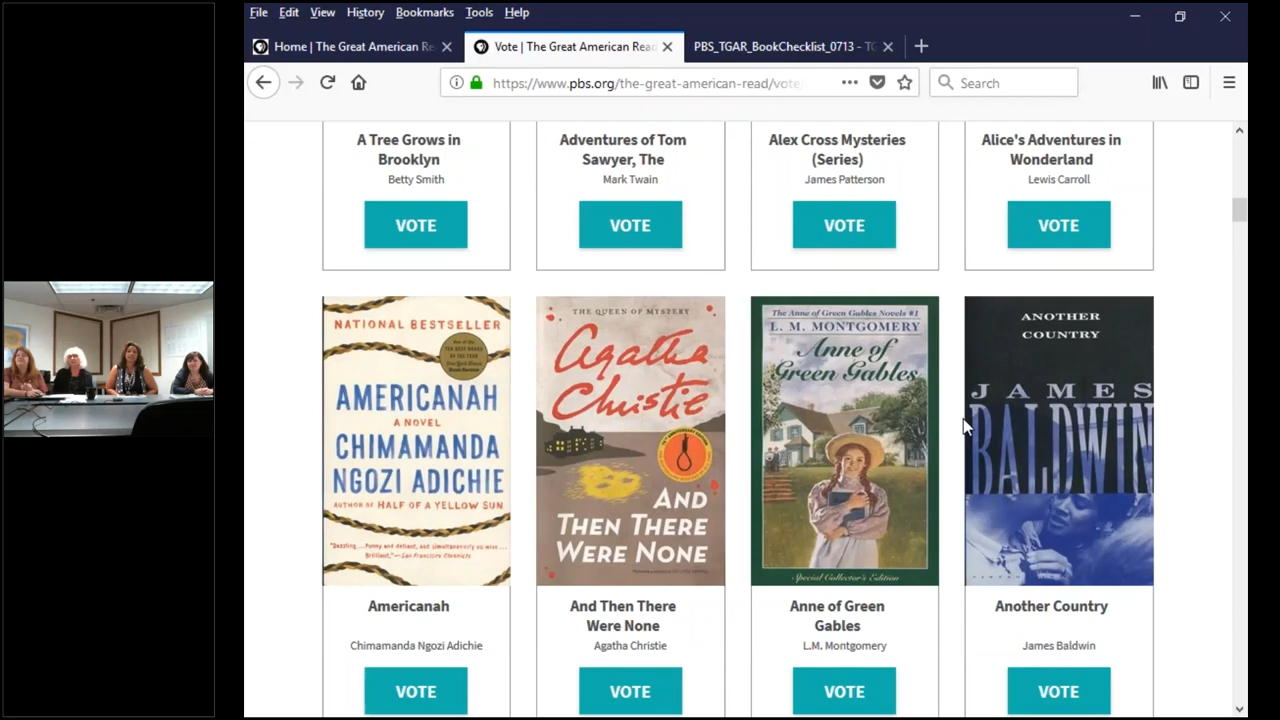 File Edit View History Bookmarks Tools Help
Home | The Great American Re
Vote | The Great American Read
PBS_TGAR_BookChecklist_0713 - TG
https://www.pbs.org/the-great-american-read/vote/
Search
A Tree Grows in
Brooklyn
Betty Smith
VOTE
Adventures of Tom
Sawyer, The
Mark Twain
VOTE
Alex Cross Mysteries
(Series)
James Patterson
VOTE
Alice's Adventures in
Wonderland
Lewis Carroll
VOTE
NATIONAL BESTSELLER
AMERICANAH
A NOVEL
CHIMAMANDA
NGOZI ADICHIE
AUTHOR OF HALF OF A YELLOW SUN
Americanah
Chimamanda Ngozi Adichie
VOTE
THE QUEEN OF MYSTERY
Agatha
Christie
AND
THEN THERE
WERE NONE
And Then There
Were None
Agatha Christie
VOTE
The Anne of Green Gables Novels #1
L. M. MONTGOMERY
Anne of
Green Gables
Special Collector's Edition
Anne of Green
Gables
L.M. Montgomery
VOTE
ANOTHER
COUNTRY
JAMES
BALDWIN
Another Country
James Baldwin
VOTE